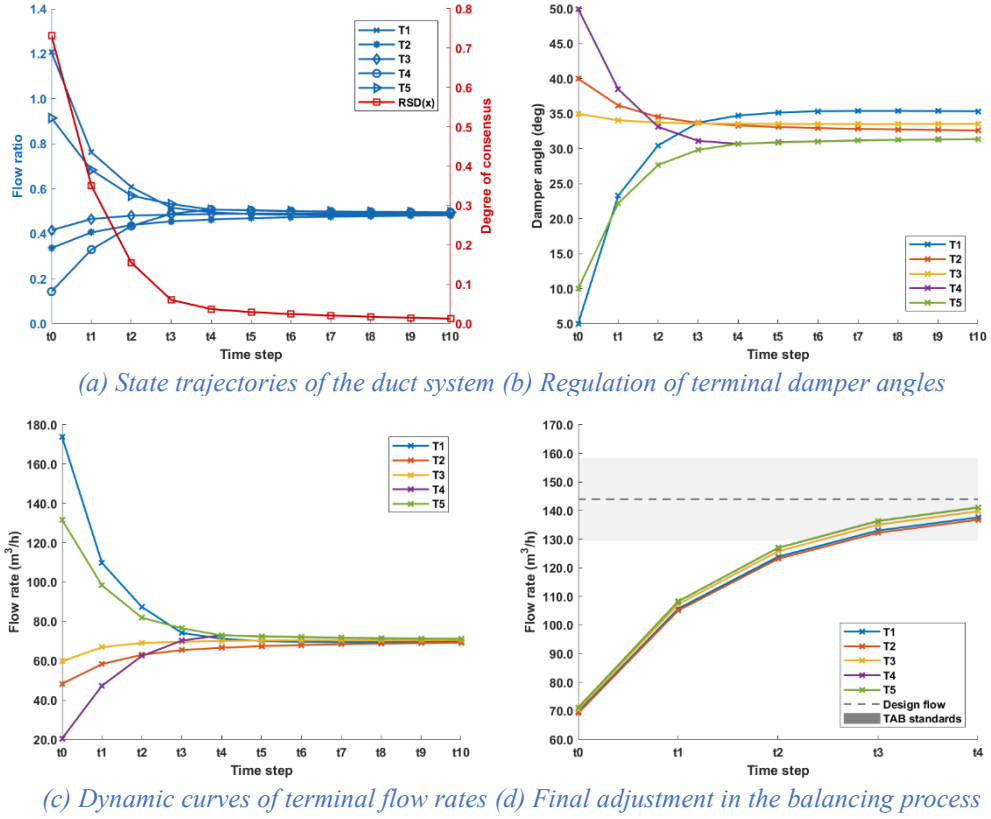 1.4
1.2
1.0
0.8
0.6
0.4
0.2
0.0
Flow ratio
0.8
0.7
0.6
0.5
0.4
0.3
0.2
0.1
0.0
Degree of consensus
T1
T2
T3
T4
T5
RSD(x)
t0 t1 t2 t3 t4 t5 t6 t7 t8 t9 t10
Time step
50.0
45.0
40.0
35.0
30.0
25.0
20.0
15.0
10.0
5.0
Damper angle (deg)
T1
T2
T3
T4
T5
t0 t1 t2 t3 t4 t5 t6 t7 t8 t9 t10
Time step
(a) State trajectories of the duct system (b) Regulation of terminal damper angles
180.0
160.0
140.0
120.0
100.0
80.0
60.0
40.0
20.0
Flow rate (m³/h)
T1
T2
T3
T4
T5
t0 t1 t2 t3 t4 t5 t6 t7 t8 t9 t10
Time step
170.0
160.0
150.0
140.0
130.0
120.0
110.0
100.0
90.0
80.0
70.0
60.0
Flow rate (m³/h)
T1
T2
T3
T4
T5
Design flow
TAB standards
t0 t1 t2 t3 t4
Time step
(c) Dynamic curves of terminal flow rates (d) Final adjustment in the balancing process